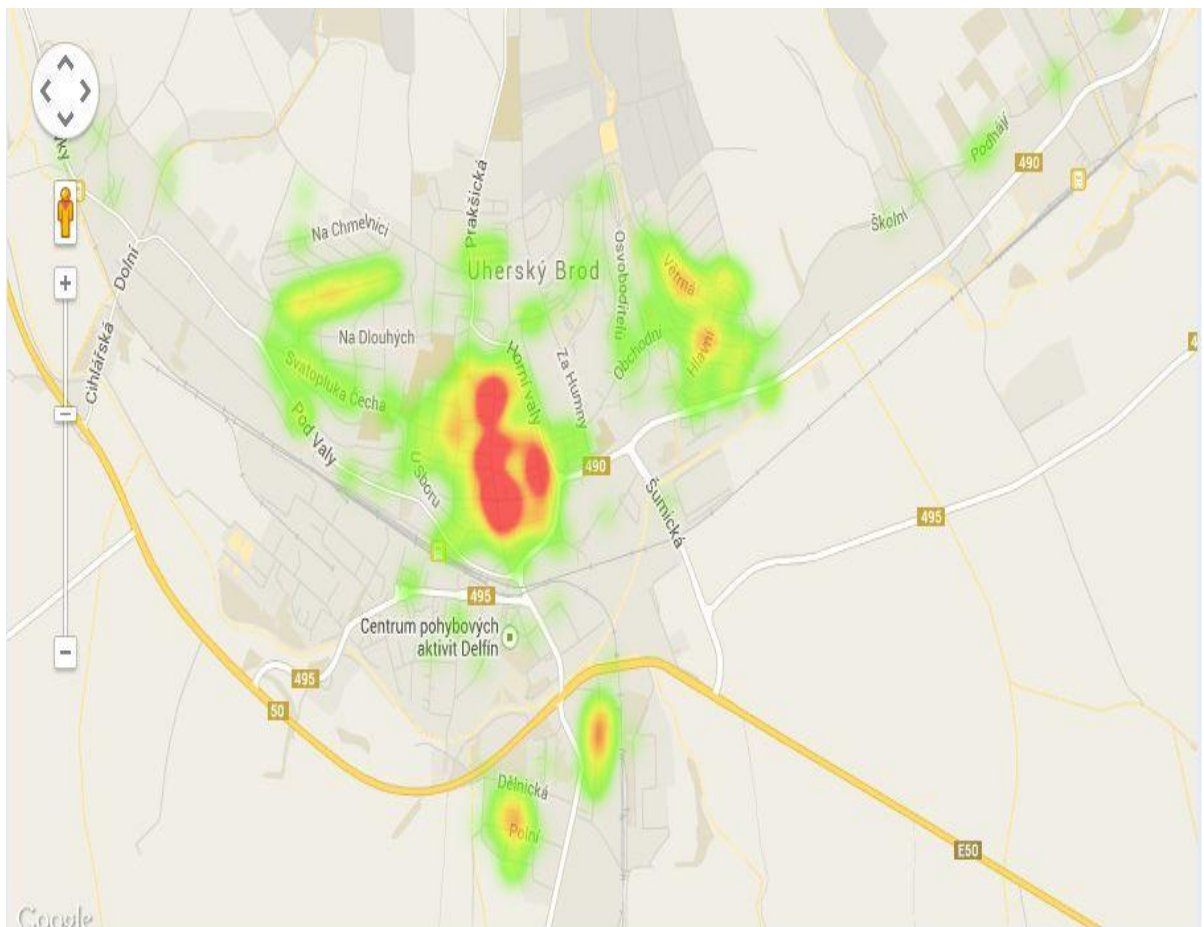 Podhájí
490
Školní
Prakšická
Na Chmelnici
Uherský Brod
Osvoboditelů
Větrná
Dolní
Cihlářská
Na Dlouhých
Svatopluka Čecha
Horní valy
Za Humny
Obchodní
Hlavní
Pod Valy
U Sboru
490
Šumická
495
495
Centrum pohybových
aktivit Delfín
495
50
Dělnická
Polní
E50
Google